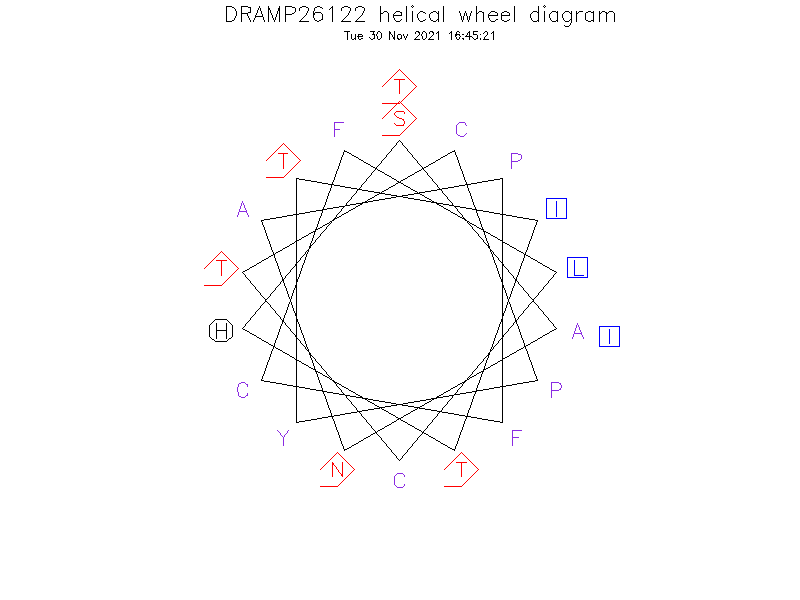 DRAMP26122 helical wheel diagram
Tue 30 Nov 2021 16:45:21
T
S
F C
T P
A I
T L
H A I
C P
Y F
N T
C